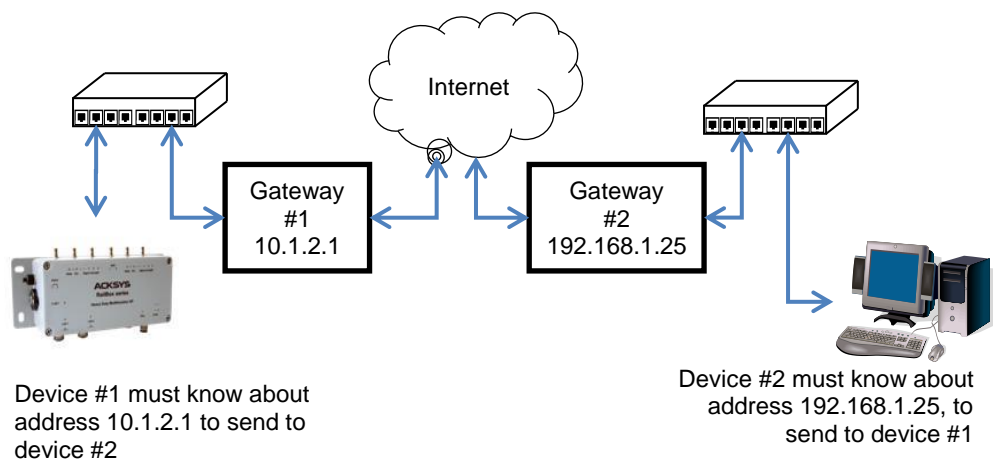 Internet
Gateway
#1
10.1.2.1
Gateway
#2
192.168.1.25
ACKSYS
Device #1 must know about
address 10.1.2.1 to send to
device #2
Device #2 must know about
address 192.168.1.25, to
send to device #1